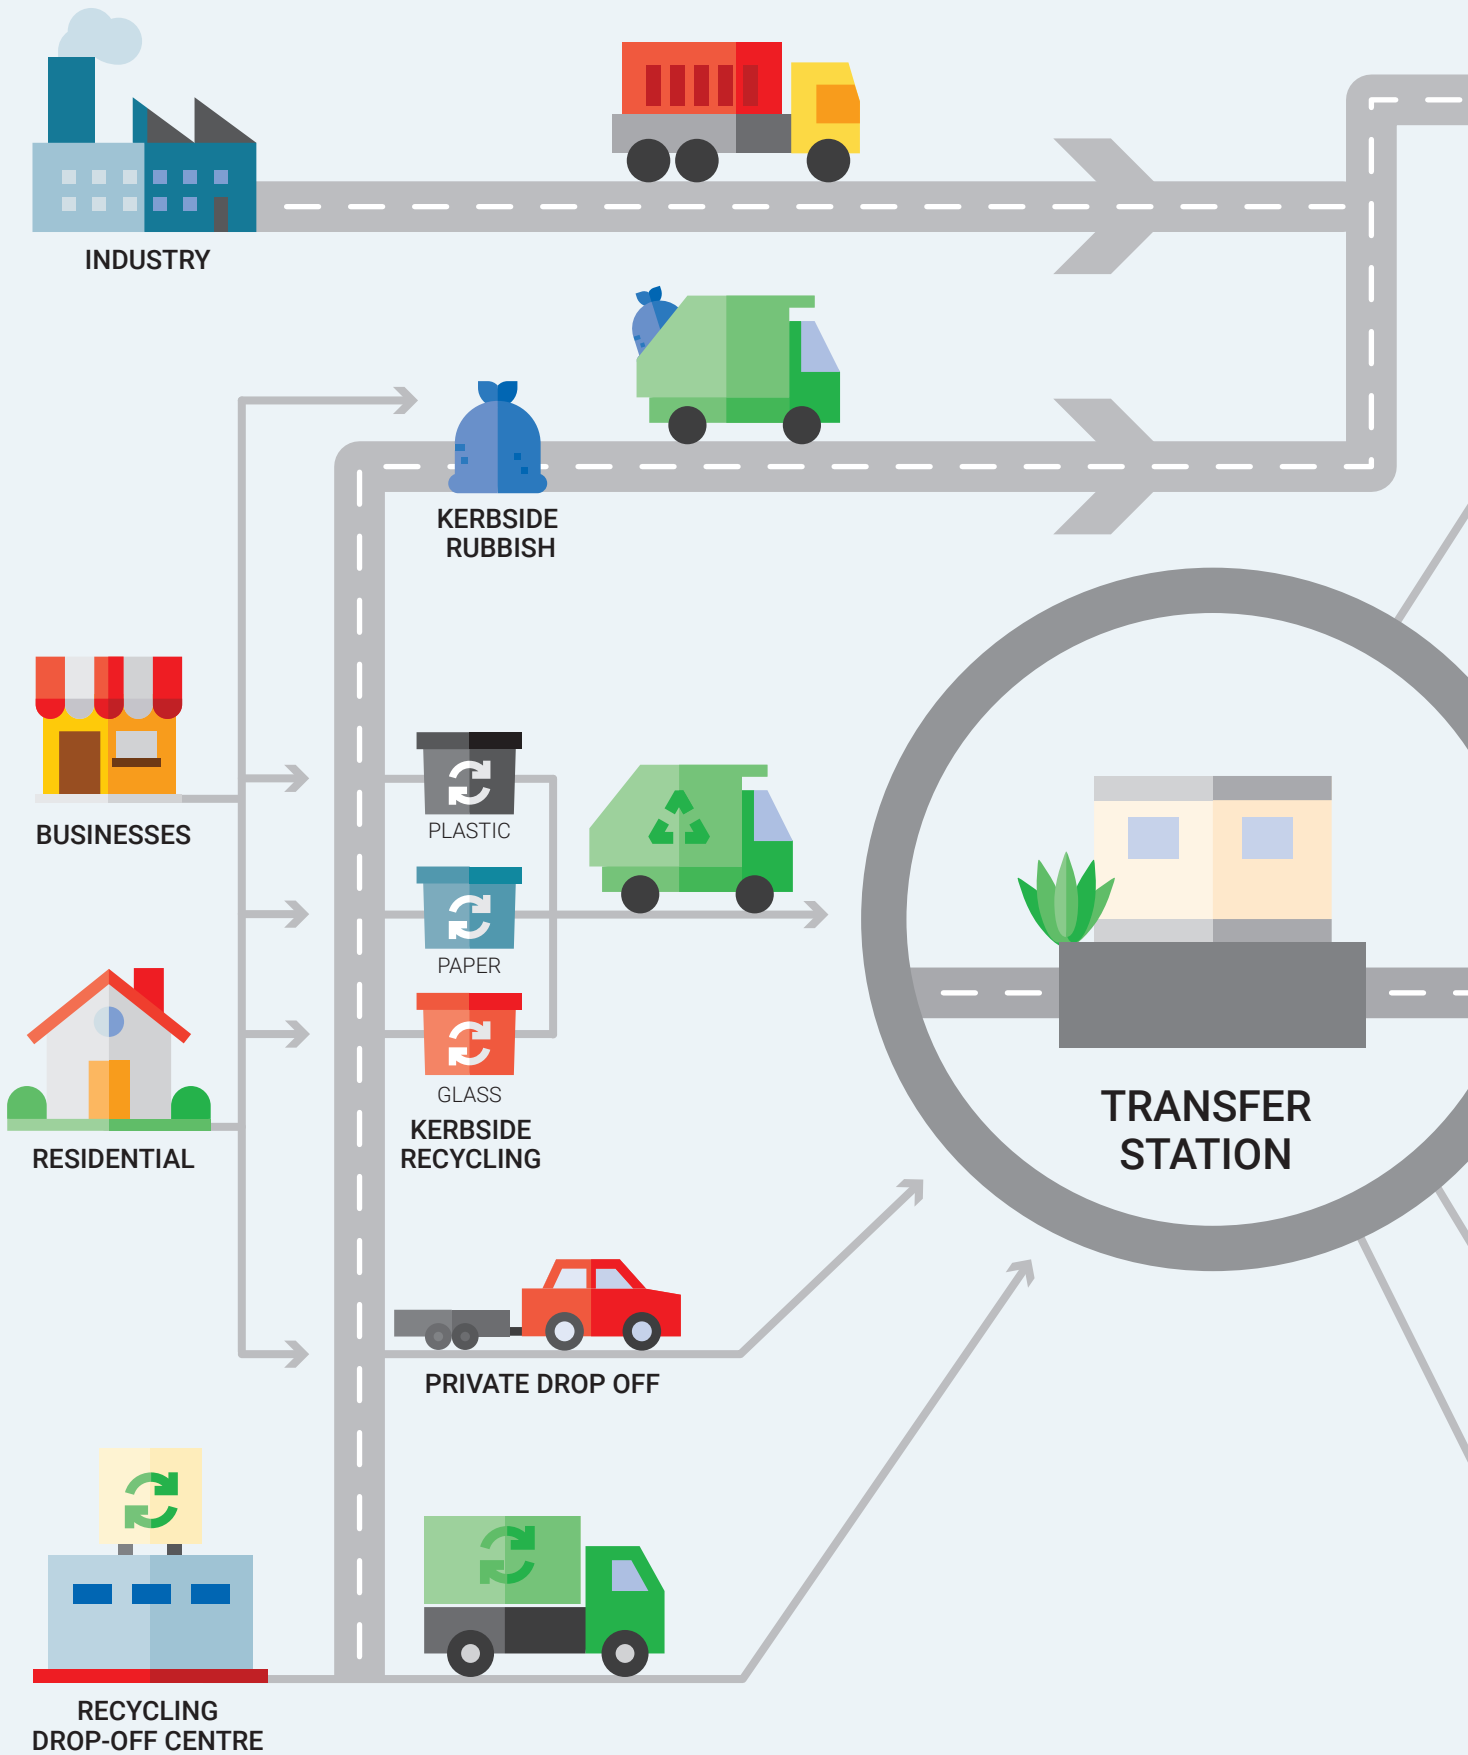 INDUSTRY
KERBSIDE
RUBBISH
BUSINESSES
PLASTIC
PAPER
GLASS
KERBSIDE
RECYCLING
RESIDENTIAL
TRANSFER
STATION
PRIVATE DROP OFF
RECYCLING
DROP-OFF CENTRE